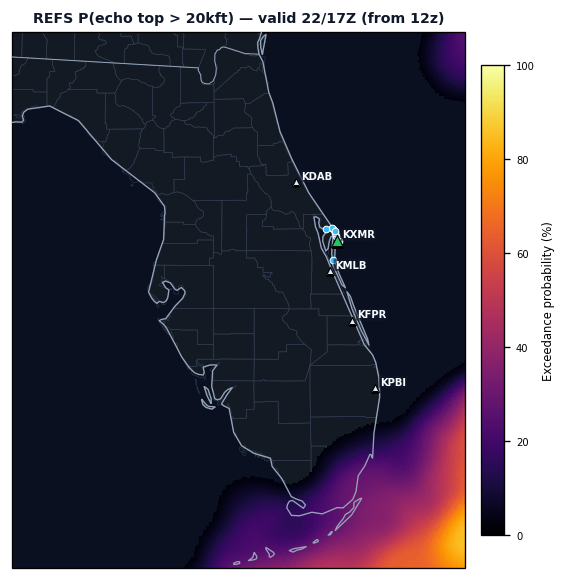 REFS P(echo top > 20kft) — valid 22/17Z (from 12z)
KDAB
KXMR
KMLB
KFPR
KPBI
100
80
60
40
20
0
Exceedance probability (%)